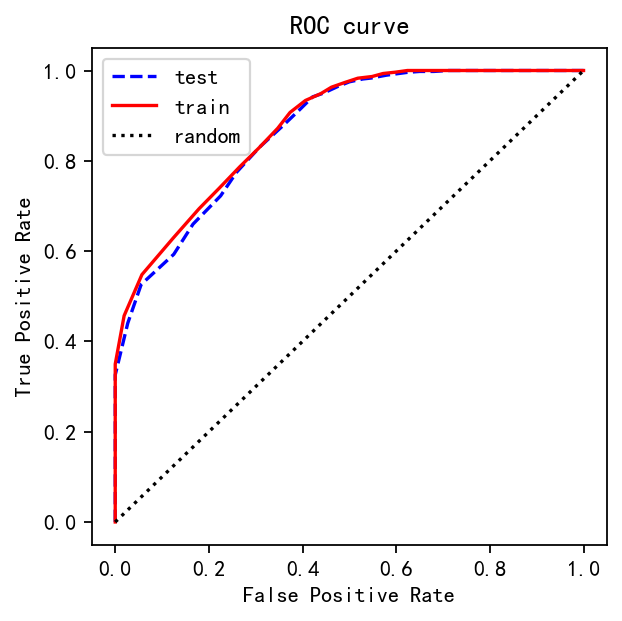 ROC curve
test
train
random
True Positive Rate
1.0
0.8
0.6
0.4
0.2
0.0
0.0 0.2 0.4 0.6 0.8 1.0
False Positive Rate